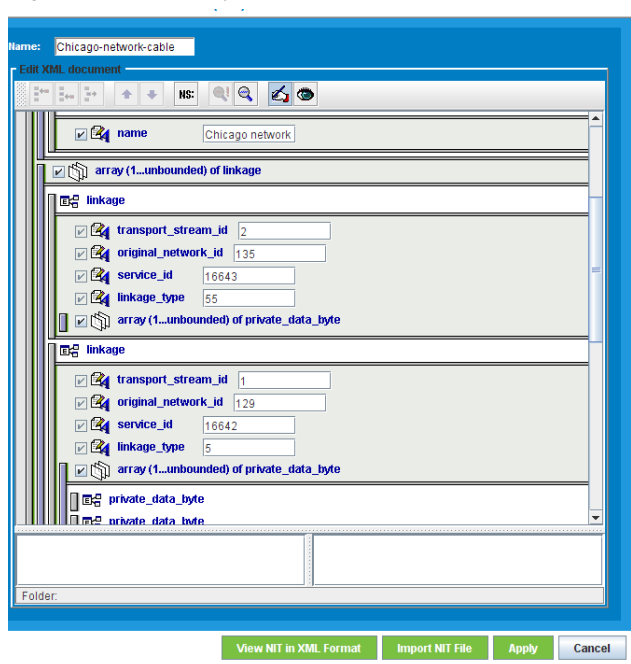 Name: Chicago-network-cable
Edit XML document
NS:
name Chicago network
array (1...unbounded) of linkage
linkage
transport_stream_id 2
original_network_id 135
service_id 16643
linkage_type 55
array (1...unbounded) of private_data_byte
linkage
transport_stream_id 1
original_network_id 129
service_id 16642
linkage_type 5
array (1...unbounded) of private_data_byte
private_data_byte
private_data_byte
Folder:
View NIT in XML Format Import NIT File Apply Cancel